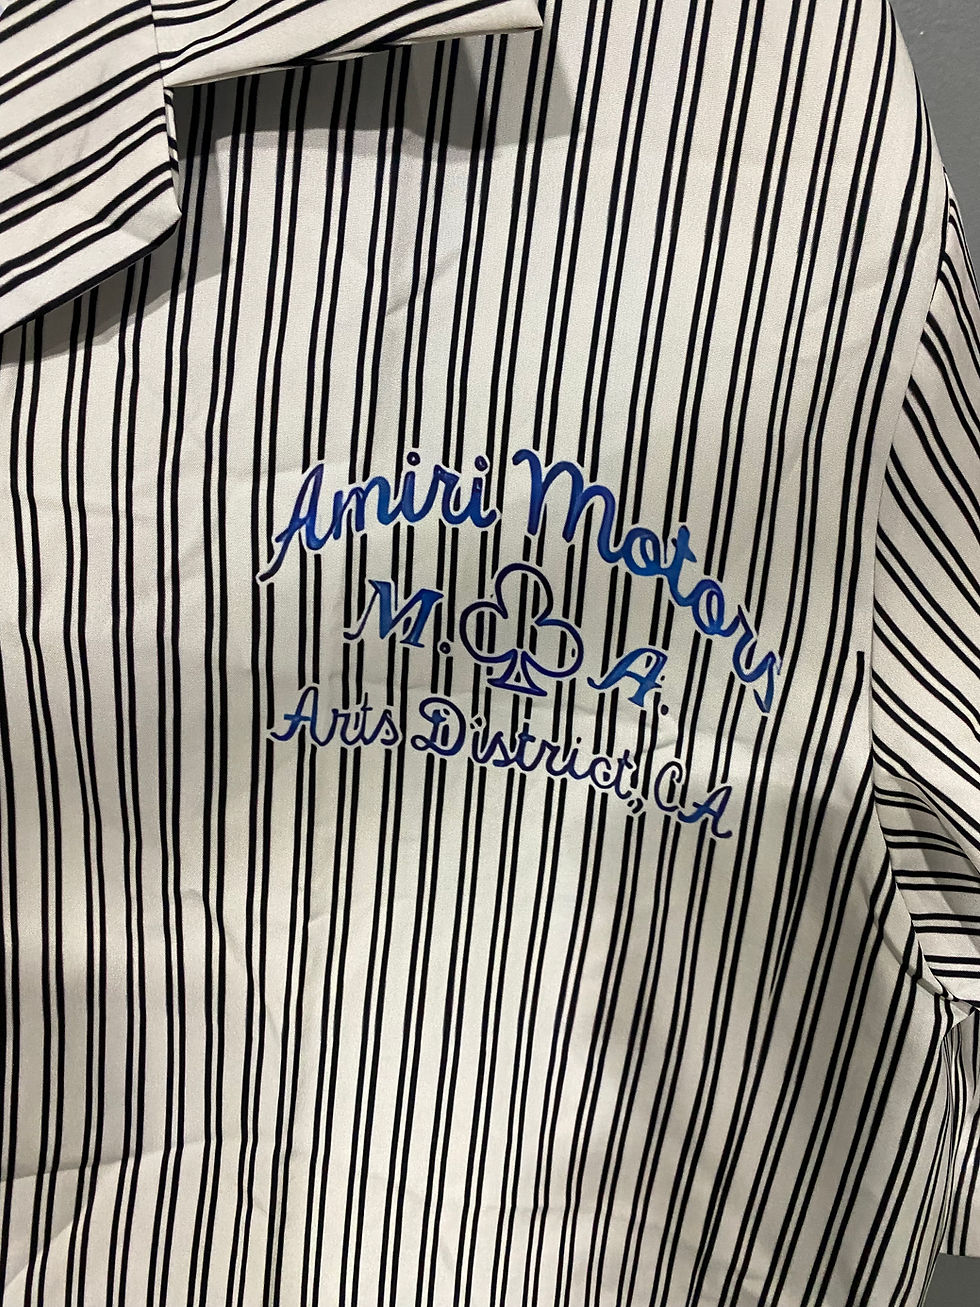 Amiri Motors
M. A.
Arts District, CA